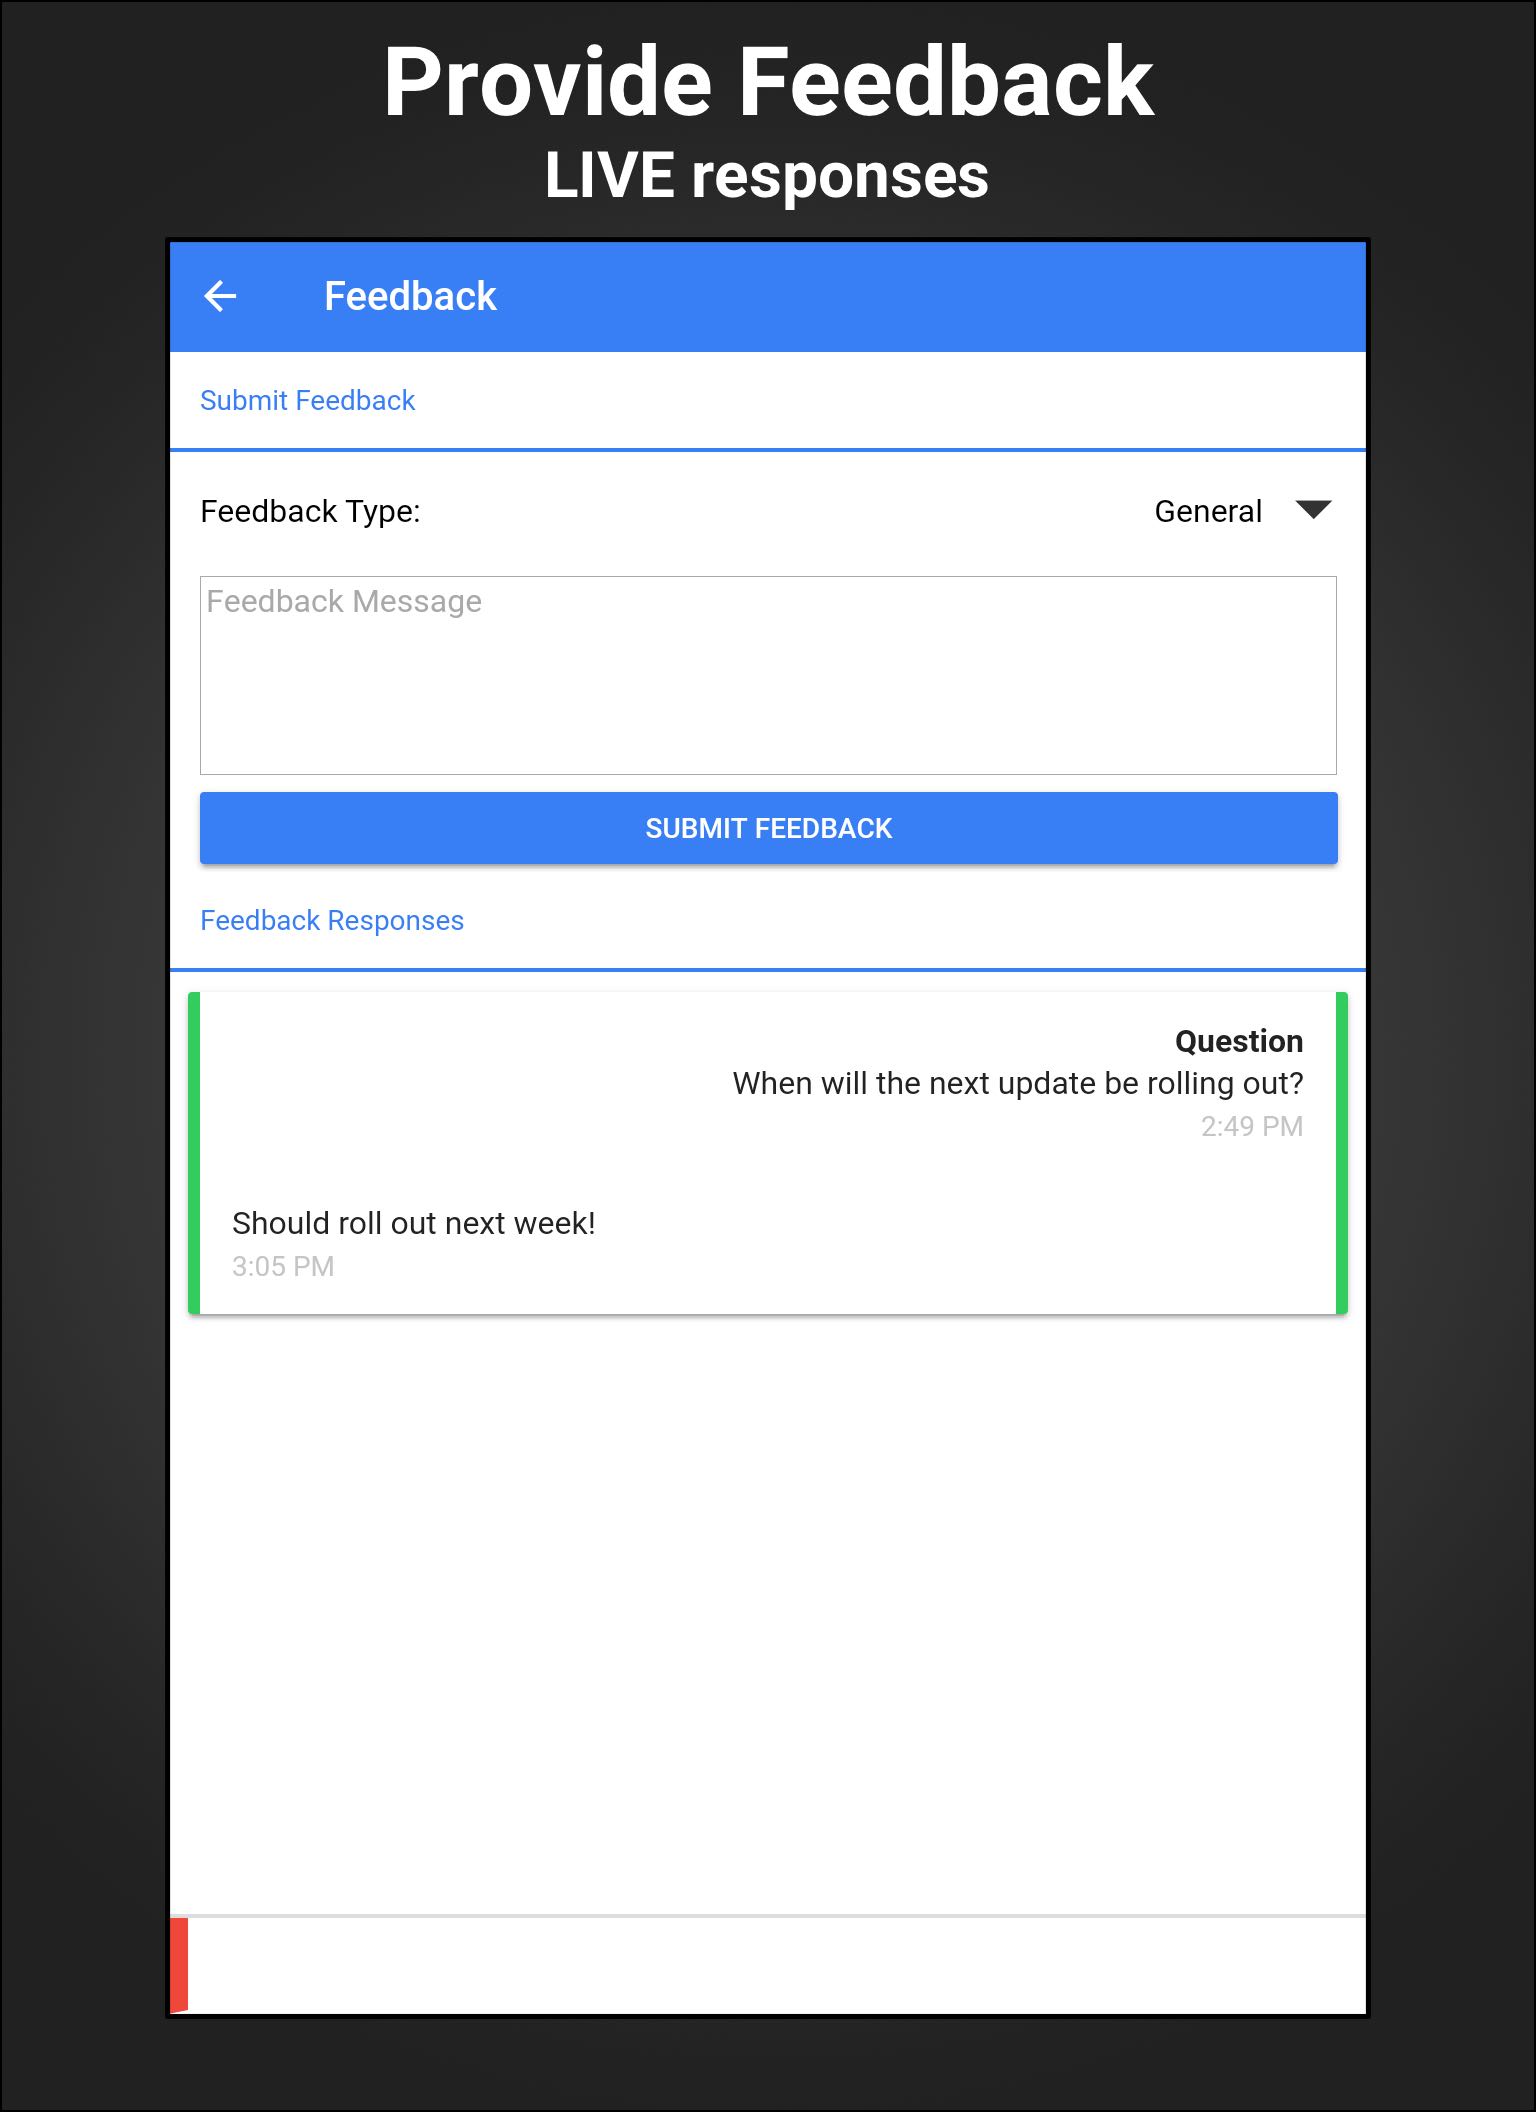 Provide Feedback
LIVE responses
Feedback
Submit Feedback
Feedback Type:
General
Feedback Message
SUBMIT FEEDBACK
Feedback Responses
Question
When will the next update be rolling out?
2:49 PM
Should roll out next week!
3:05 PM